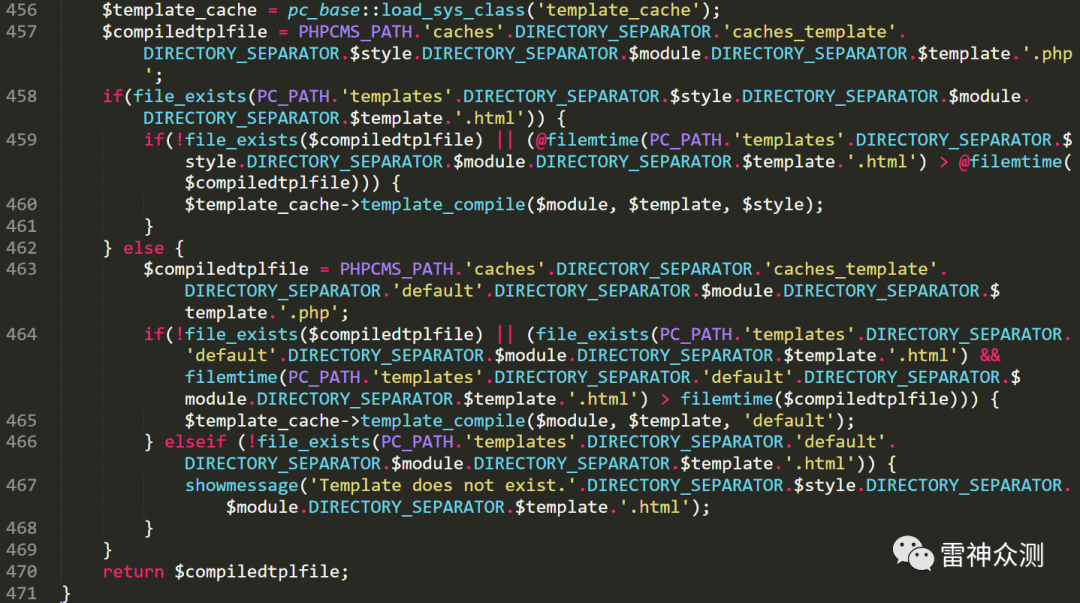 456 $template_cache = pc_base::load_sys_class('template_cache');
457 $compiledtplfile = PHPCMS_PATH.'caches'.DIRECTORY_SEPARATOR.'caches_template'.
DIRECTORY_SEPARATOR.$style.DIRECTORY_SEPARATOR.$module.DIRECTORY_SEPARATOR.$template.'.php
';
458 if(file_exists(PC_PATH.'templates'.DIRECTORY_SEPARATOR.$style.DIRECTORY_SEPARATOR.$module.
DIRECTORY_SEPARATOR.$template.'.html')) {
459 if(!file_exists($compiledtplfile) || (@filemtime(PC_PATH.'templates'.DIRECTORY_SEPARATOR.$
style.DIRECTORY_SEPARATOR.$module.DIRECTORY_SEPARATOR.$template.'.html') > @filemtime(
$compiledtplfile))) {
460 $template_cache->template_compile($module, $template, $style);
461 }
462 } else {
463 $compiledtplfile = PHPCMS_PATH.'caches'.DIRECTORY_SEPARATOR.'caches_template'.
DIRECTORY_SEPARATOR.'default'.DIRECTORY_SEPARATOR.$module.DIRECTORY_SEPARATOR.$
template.'.php';
464 if(!file_exists($compiledtplfile) || (file_exists(PC_PATH.'templates'.DIRECTORY_SEPARATOR.
'default'.DIRECTORY_SEPARATOR.$module.DIRECTORY_SEPARATOR.$template.'.html') &&
filemtime(PC_PATH.'templates'.DIRECTORY_SEPARATOR.'default'.DIRECTORY_SEPARATOR.$
module.DIRECTORY_SEPARATOR.$template.'.html') > filemtime($compiledtplfile))) {
465 $template_cache->template_compile($module, $template, 'default');
466 } elseif (!file_exists(PC_PATH.'templates'.DIRECTORY_SEPARATOR.'default'.
DIRECTORY_SEPARATOR.$module.DIRECTORY_SEPARATOR.$template.'.html')) {
467 showmessage('Template does not exist.'.DIRECTORY_SEPARATOR.$style.DIRECTORY_SEPARATOR.
$module.DIRECTORY_SEPARATOR.$template.'.html');
468 }
469 }
470 return $compiledtplfile;
471 }
雷神众测